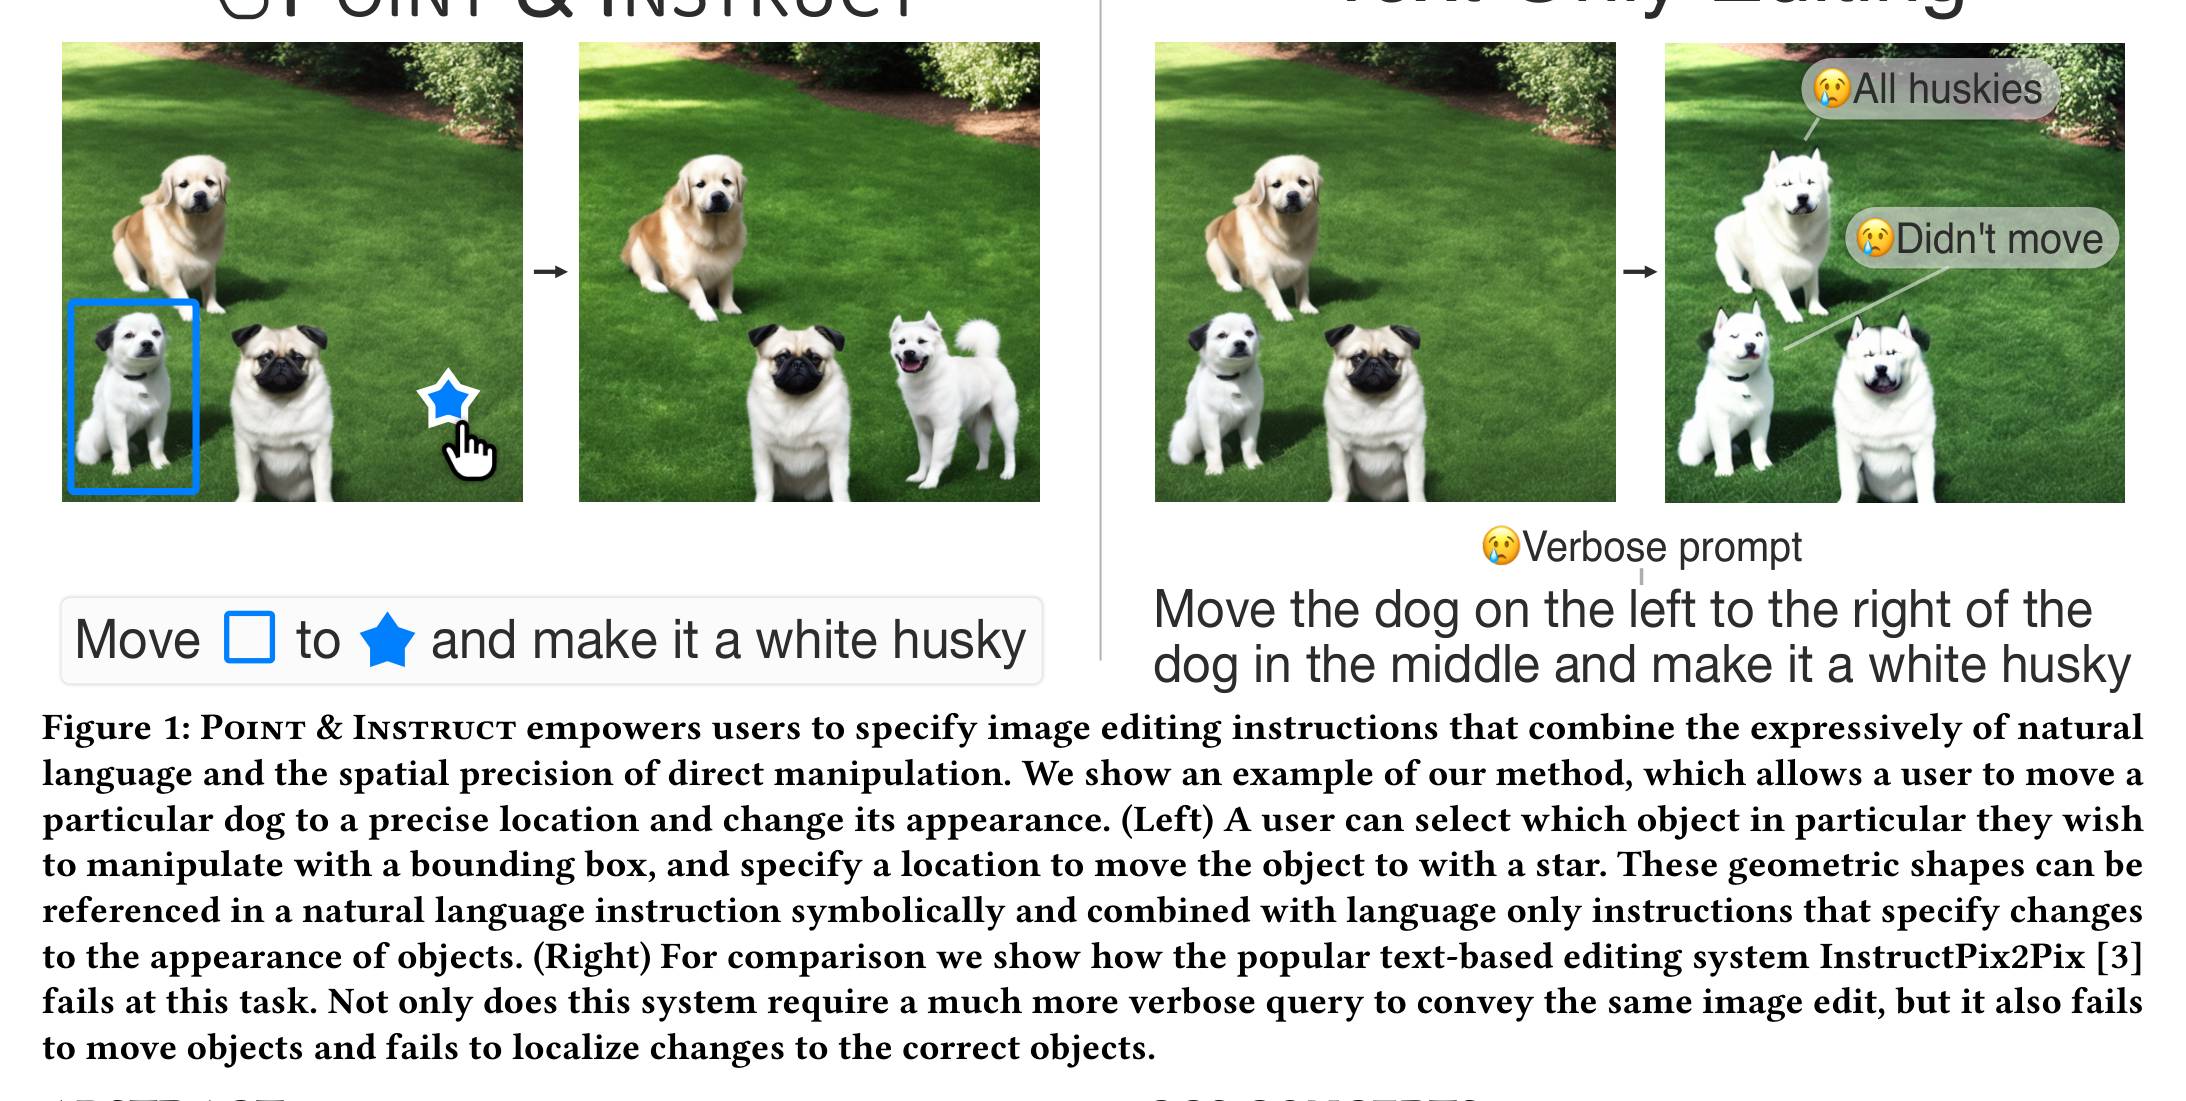 POINT & INSTRUCT
Text-Only Editing
😢All huskies
😢Didn't move
😢Verbose prompt
Move to and make it a white husky
Move the dog on the left to the right of the
dog in the middle and make it a white husky
Figure 1: POINT & INSTRUCT empowers users to specify image editing instructions that combine the expressively of natural
language and the spatial precision of direct manipulation. We show an example of our method, which allows a user to move a
particular dog to a precise location and change its appearance. (Left) A user can select which object in particular they wish
to manipulate with a bounding box, and specify a location to move the object to with a star. These geometric shapes can be
referenced in a natural language instruction symbolically and combined with language only instructions that specify changes
to the appearance of objects. (Right) For comparison we show how the popular text-based editing system InstructPix2Pix [3]
fails at this task. Not only does this system require a much more verbose query to convey the same image edit, but it also fails
to move objects and fails to localize changes to the correct objects.